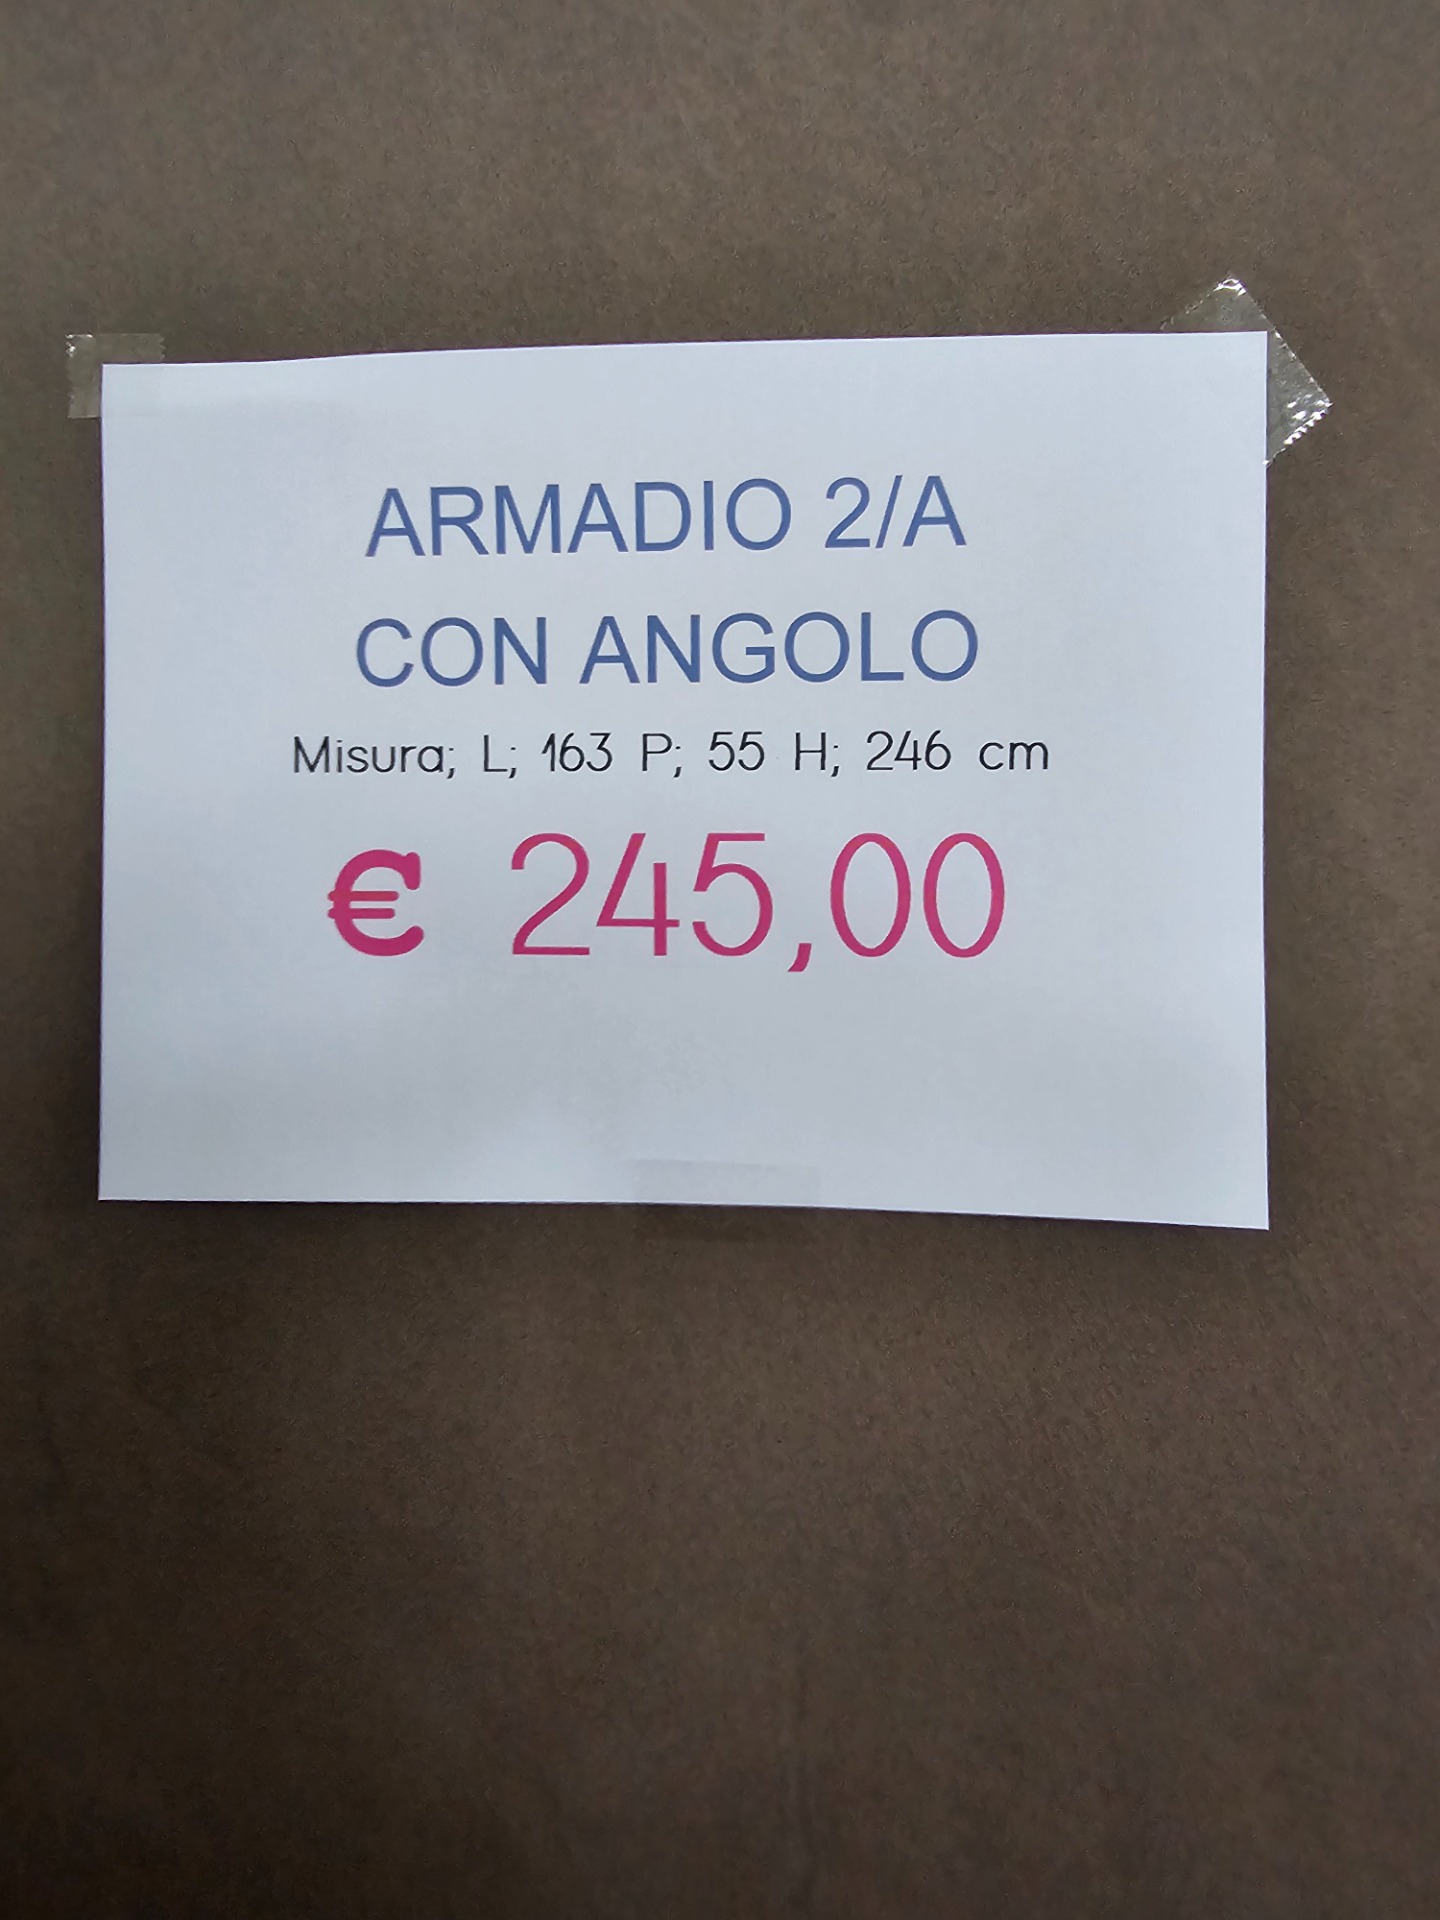 ARMADIO 2/A
CON ANGOLO
Misura; L; 163 P; 55 H; 246 cm
€ 245,00